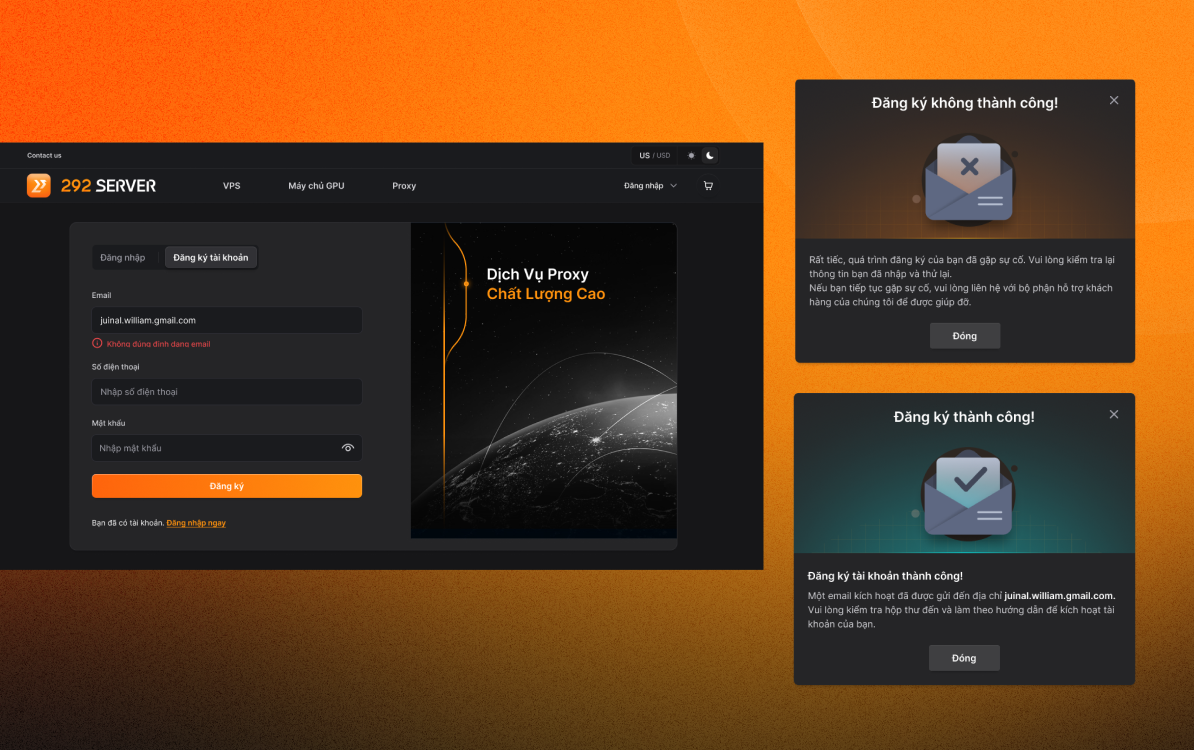 Contact us
US / USD
292 SERVER
VPS
Máy chủ GPU
Proxy
Đăng nhập
Đăng nhập
Đăng ký tài khoản
Email
juinal.william.gmail.com
Không đúng định dạng email
Số điện thoại
Nhập số điện thoại
Mật khẩu
Nhập mật khẩu
Đăng ký
Bạn đã có tài khoản. Đăng nhập ngay
Dịch Vụ Proxy
Chất Lượng Cao
Đăng ký không thành công!
Rất tiếc, quá trình đăng ký của bạn đã gặp sự cố. Vui lòng kiểm tra lại
thông tin bạn đã nhập và thử lại.
Nếu bạn tiếp tục gặp sự cố, vui lòng liên hệ với bộ phận hỗ trợ khách
hàng của chúng tôi để được giúp đỡ.
Đóng
Đăng ký thành công!
Đăng ký tài khoản thành công!
Một email kích hoạt đã được gửi đến địa chỉ juinal.william.gmail.com.
Vui lòng kiểm tra hộp thư đến và làm theo hướng dẫn để kích hoạt tài
khoản của bạn.
Đóng